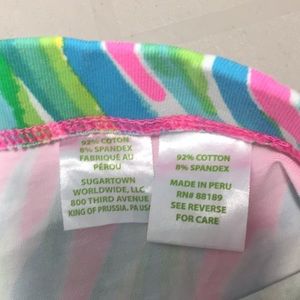 92% COTTON
8% SPANDEX
FABRIQUÉ AU
PÉROU
SUGARTOWN
WORLDWIDE, LLC
800 THIRD AVENUE
KING OF PRUSSIA, PA USA
92% COTTON
8% SPANDEX
MADE IN PERU
RN# 88189
SEE REVERSE
FOR CARE